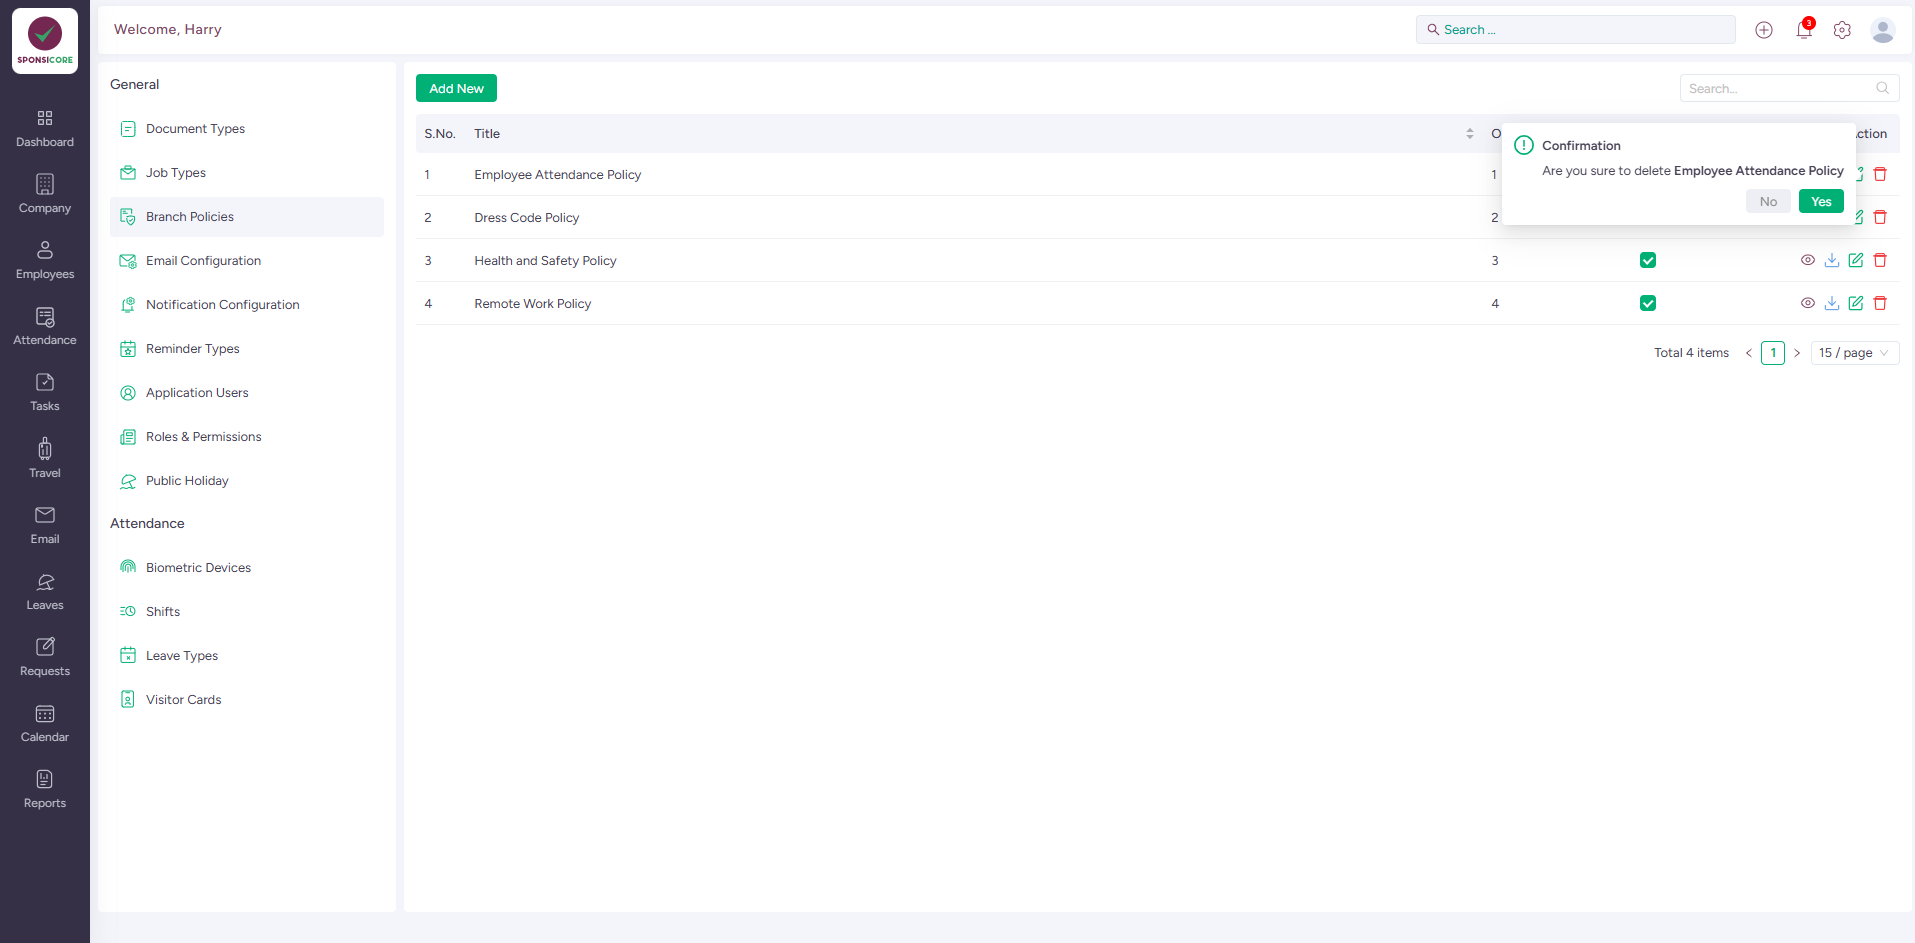 SPONSICORE
Dashboard
Company
Employees
Attendance
Tasks
Travel
Email
Leaves
Requests
Calendar
Reports
Welcome, Harry
Search ...
3
General
Document Types
Job Types
Branch Policies
Email Configuration
Notification Configuration
Reminder Types
Application Users
Roles & Permissions
Public Holiday
Attendance
Biometric Devices
Shifts
Leave Types
Visitor Cards
Add New
Search...
S.No. Title
1 Employee Attendance Policy 1
2 Dress Code Policy 2
3 Health and Safety Policy 3
4 Remote Work Policy 4
Confirmation
Are you sure to delete Employee Attendance Policy
No Yes
Total 4 items 1 15 / page